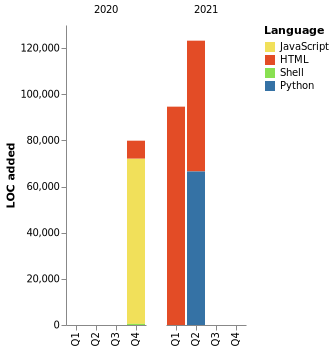 2020 2021
Language
JavaScript
HTML
Shell
Python
LOC added
120,000
100,000
80,000
60,000
40,000
20,000
0
Q1 Q2 Q3 Q4 Q1 Q2 Q3 Q4